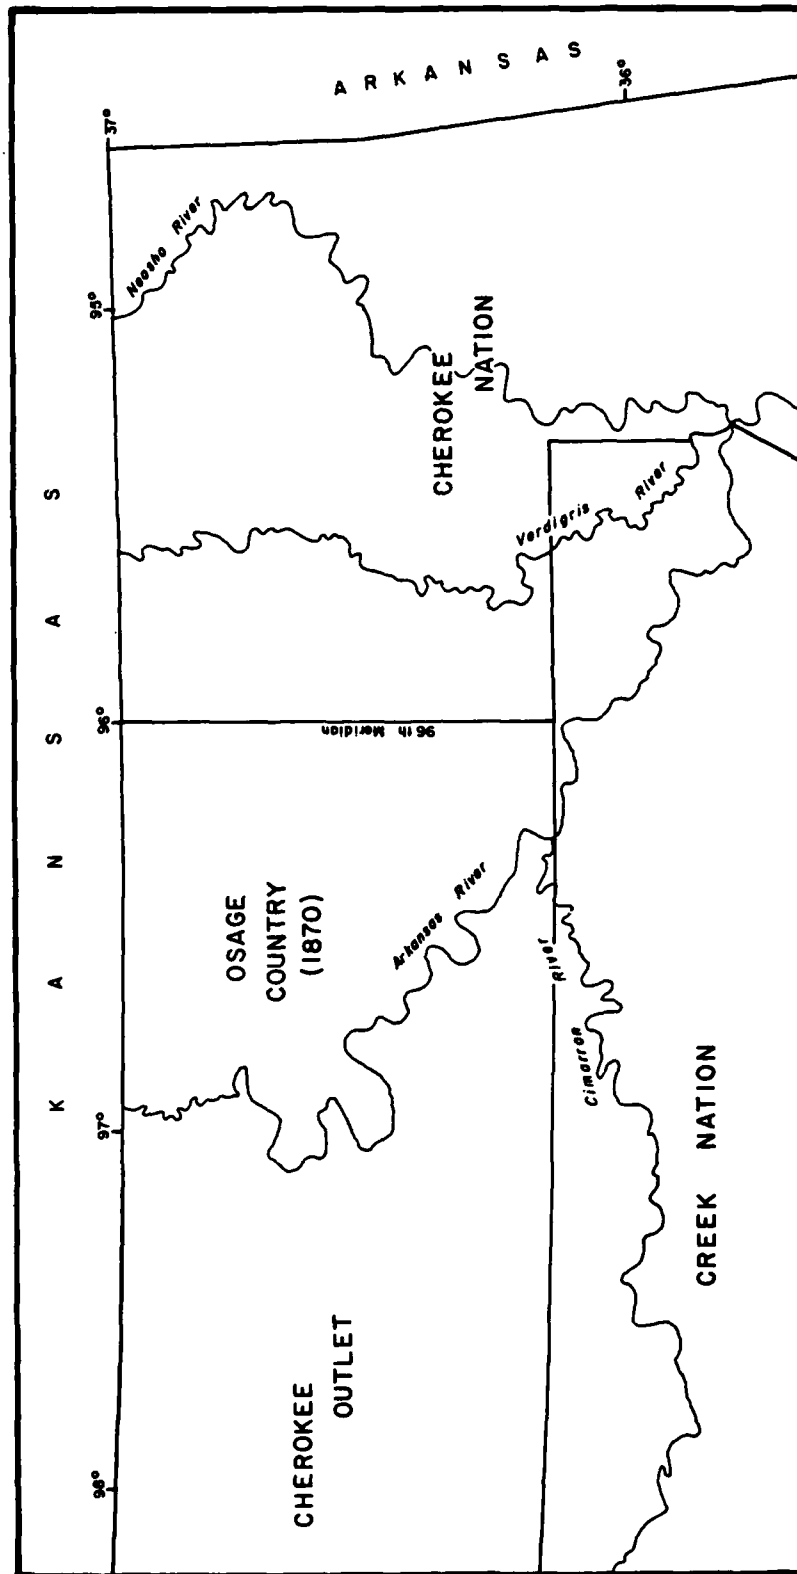 KANSAS
ARKANSAS
98°
97°
96°
95°
37°
36°
Neosho River
CHEROKEE
NATION
Verdigris
River
96th Meridian
OSAGE
COUNTRY
(1870)
Arkansas River
Cimarron
River
CHEROKEE
OUTLET
CREEK NATION